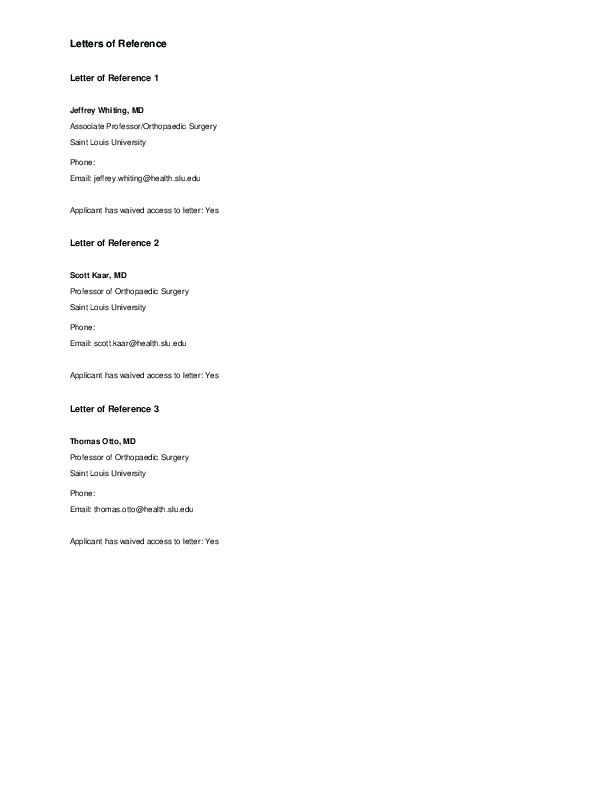 Letters of Reference
Letter of Reference 1
Jeffrey Whiting, MD
Associate Professor/Orthopaedic Surgery
Saint Louis University
Phone:
Email: jeffrey.whiting@health.slu.edu
Applicant has waived access to letter: Yes
Letter of Reference 2
Scott Kaar, MD
Professor of Orthopaedic Surgery
Saint Louis University
Phone:
Email: scott.kaar@health.slu.edu
Applicant has waived access to letter: Yes
Letter of Reference 3
Thomas Otto, MD
Professor of Orthopaedic Surgery
Saint Louis University
Phone:
Email: thomas.otto@health.slu.edu
Applicant has waived access to letter: Yes